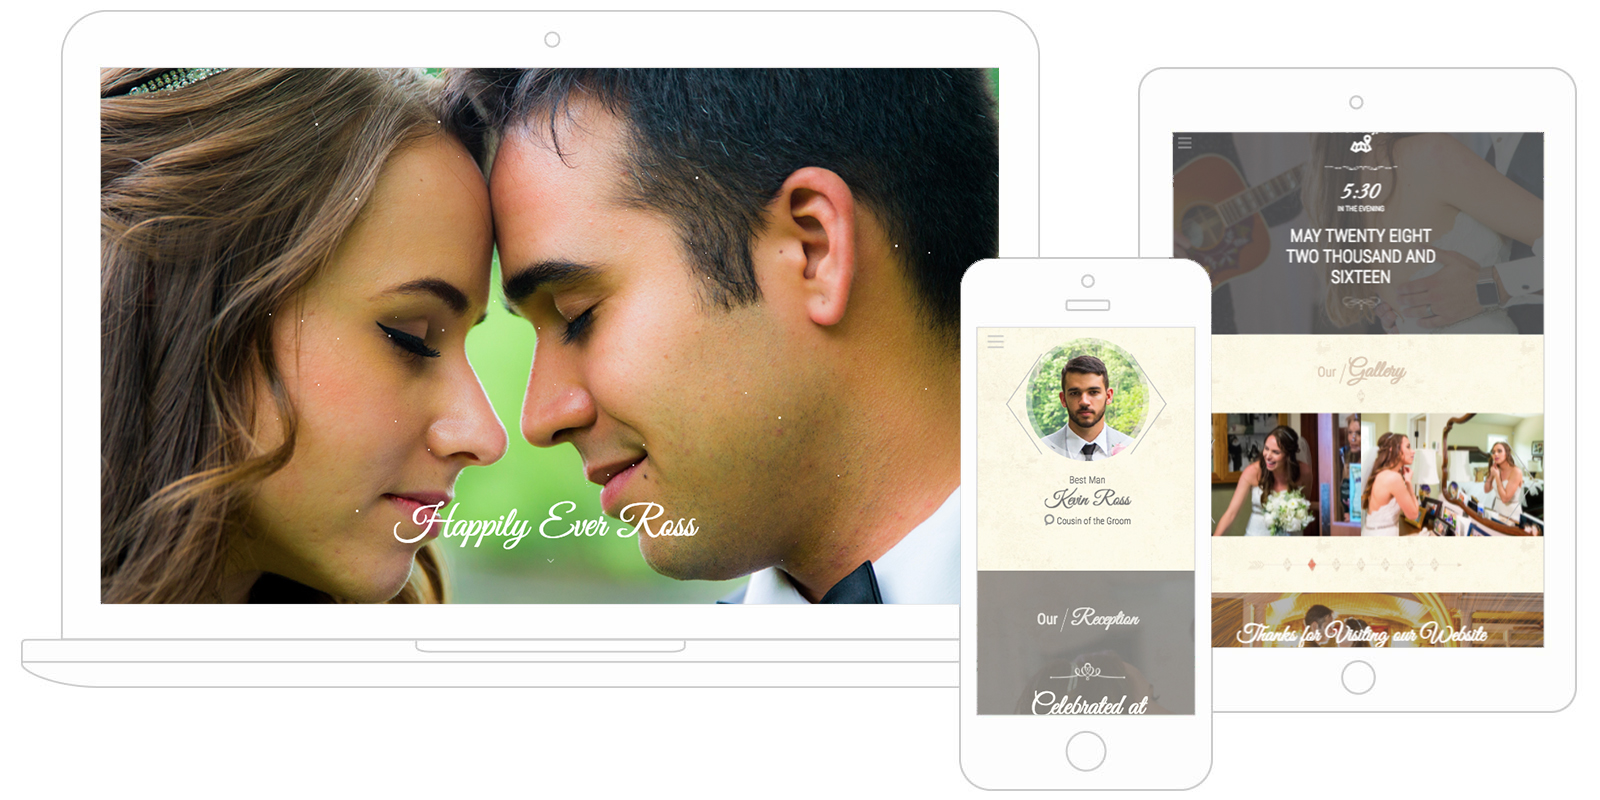 Happily Ever Ross
Best Man
Kevin Ross
Cousin of the Groom
Our / Reception
Celebrated at
5:30
IN THE EVENING
MAY TWENTY EIGHT
TWO THOUSAND AND
SIXTEEN
Our / Gallery
Thanks for Visiting our Website